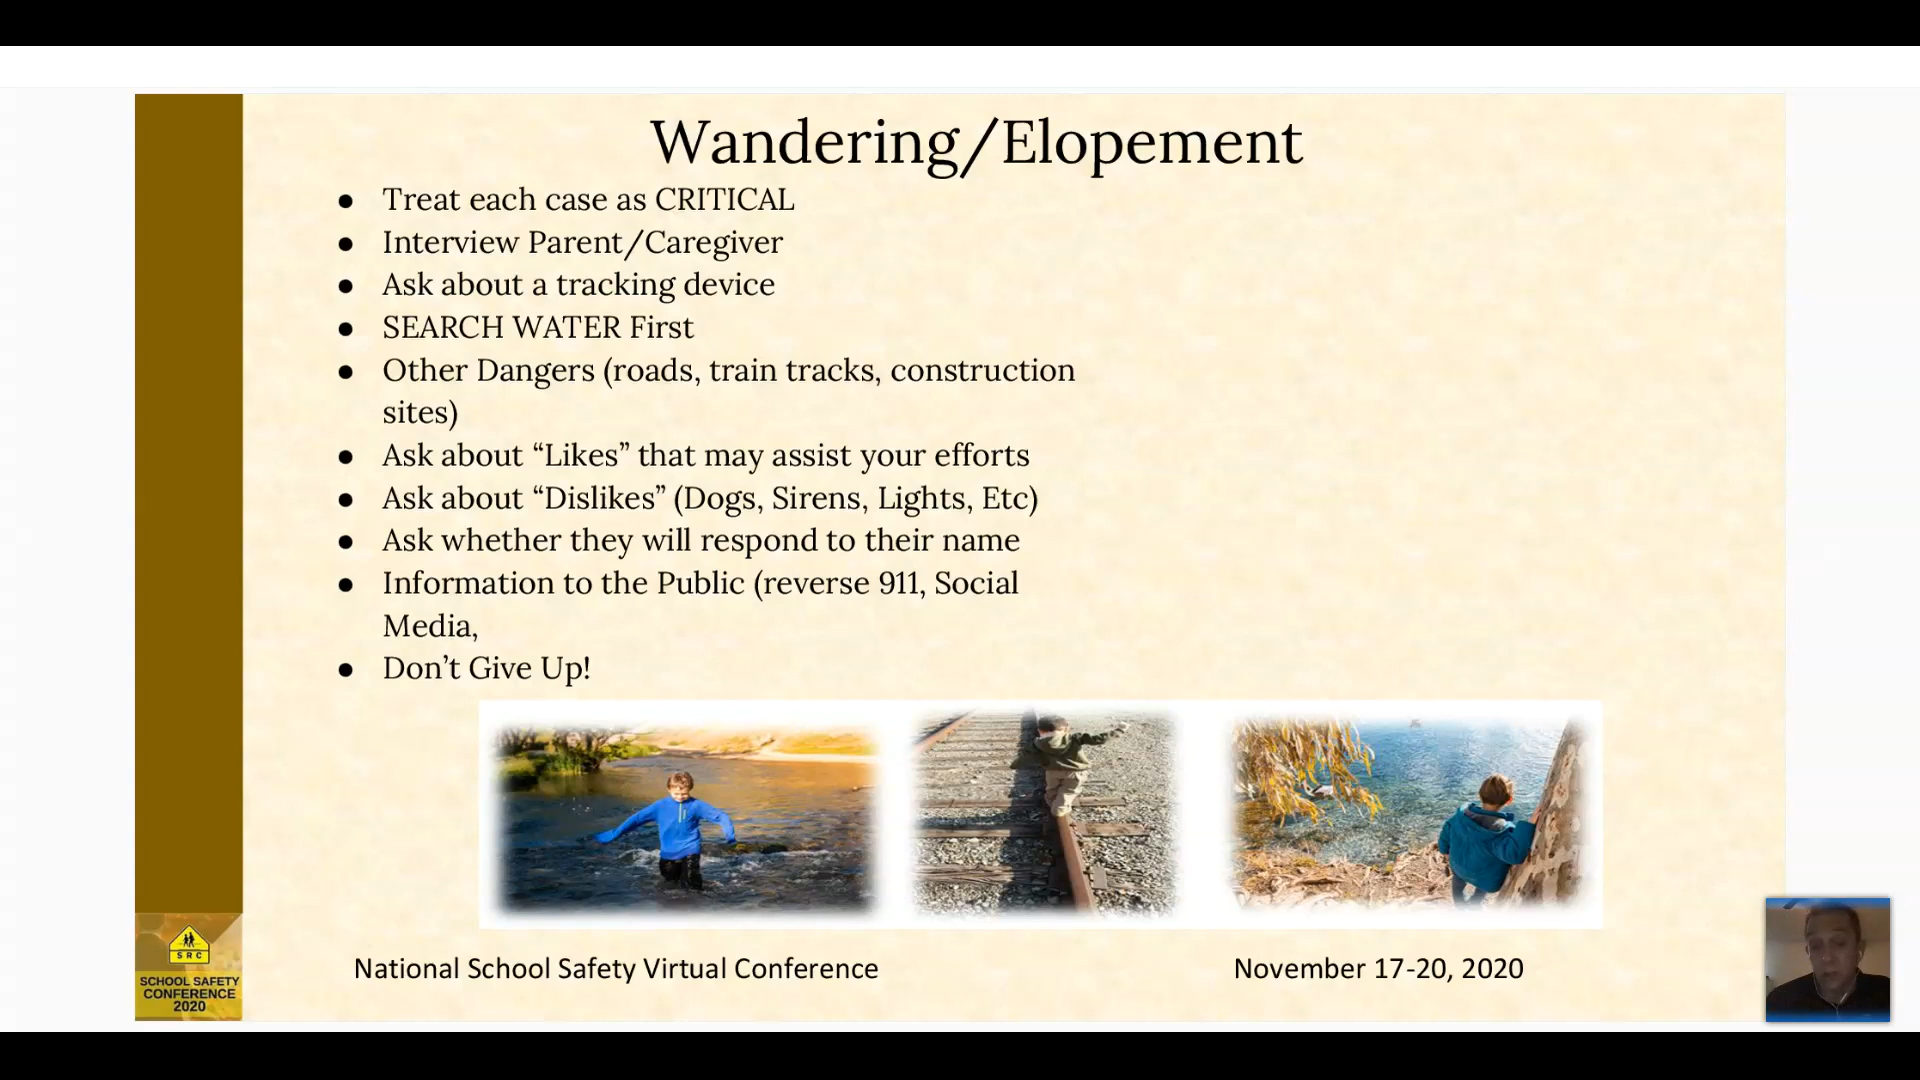 Wandering/Elopement
● Treat each case as CRITICAL
● Interview Parent/Caregiver
● Ask about a tracking device
● SEARCH WATER First
● Other Dangers (roads, train tracks, construction
sites)
● Ask about “Likes” that may assist your efforts
● Ask about “Dislikes” (Dogs, Sirens, Lights, Etc)
● Ask whether they will respond to their name
● Information to the Public (reverse 911, Social
Media,
● Don’t Give Up!
SRC
SCHOOL SAFETY
CONFERENCE
2020
National School Safety Virtual Conference
November 17-20, 2020